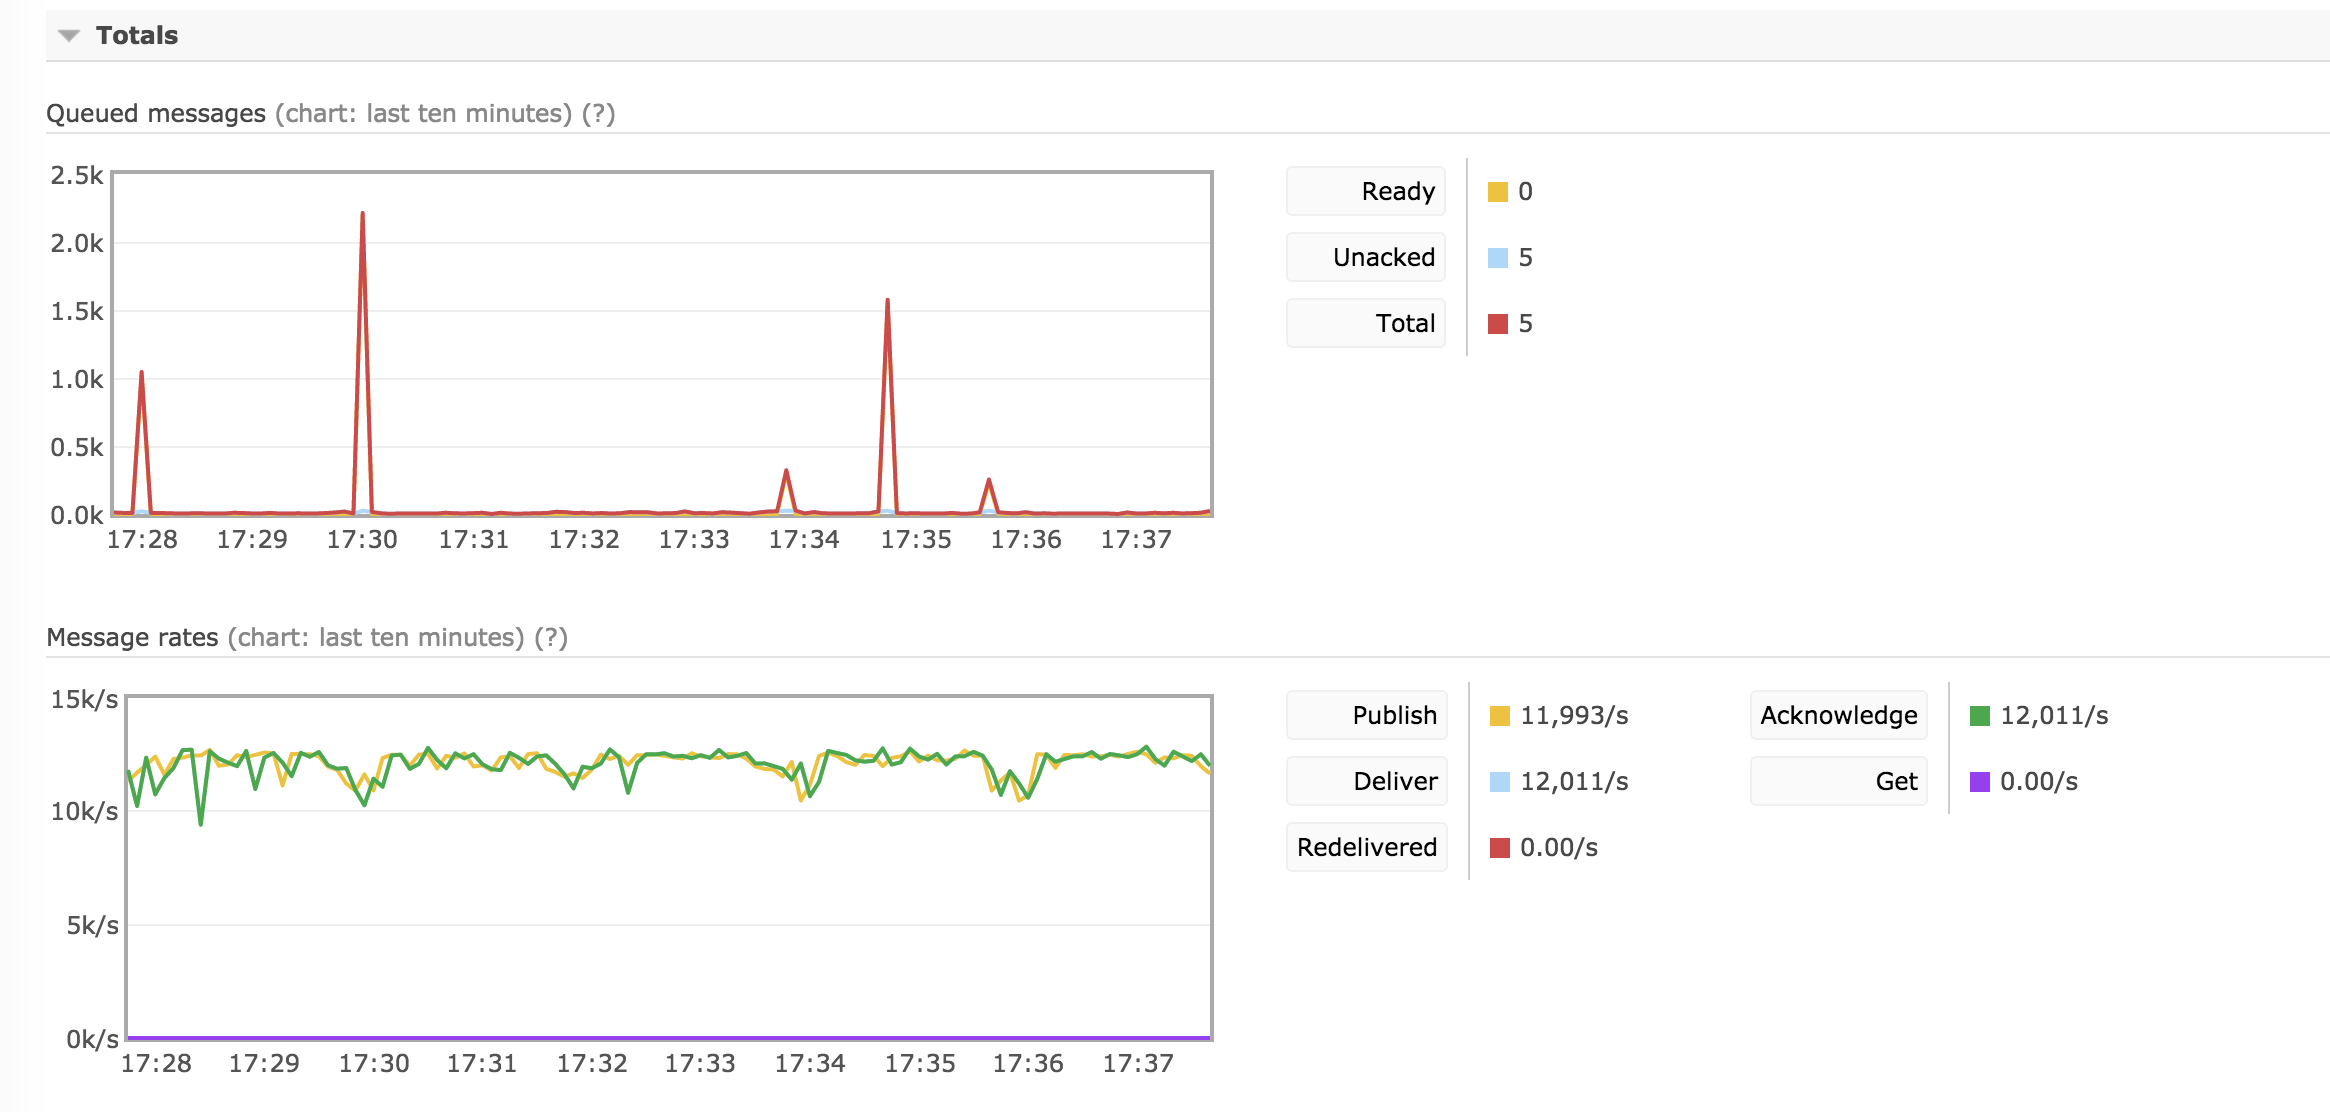 Totals
Queued messages (chart: last ten minutes) (?)
2.5k
2.0k
1.5k
1.0k
0.5k
0.0k
17:28 17:29 17:30 17:31 17:32 17:33 17:34 17:35 17:36 17:37
Ready 0
Unacked 5
Total 5
Message rates (chart: last ten minutes) (?)
15k/s
10k/s
5k/s
0k/s
17:28 17:29 17:30 17:31 17:32 17:33 17:34 17:35 17:36 17:37
Publish 11,993/s
Deliver 12,011/s
Redelivered 0.00/s
Acknowledge 12,011/s
Get 0.00/s